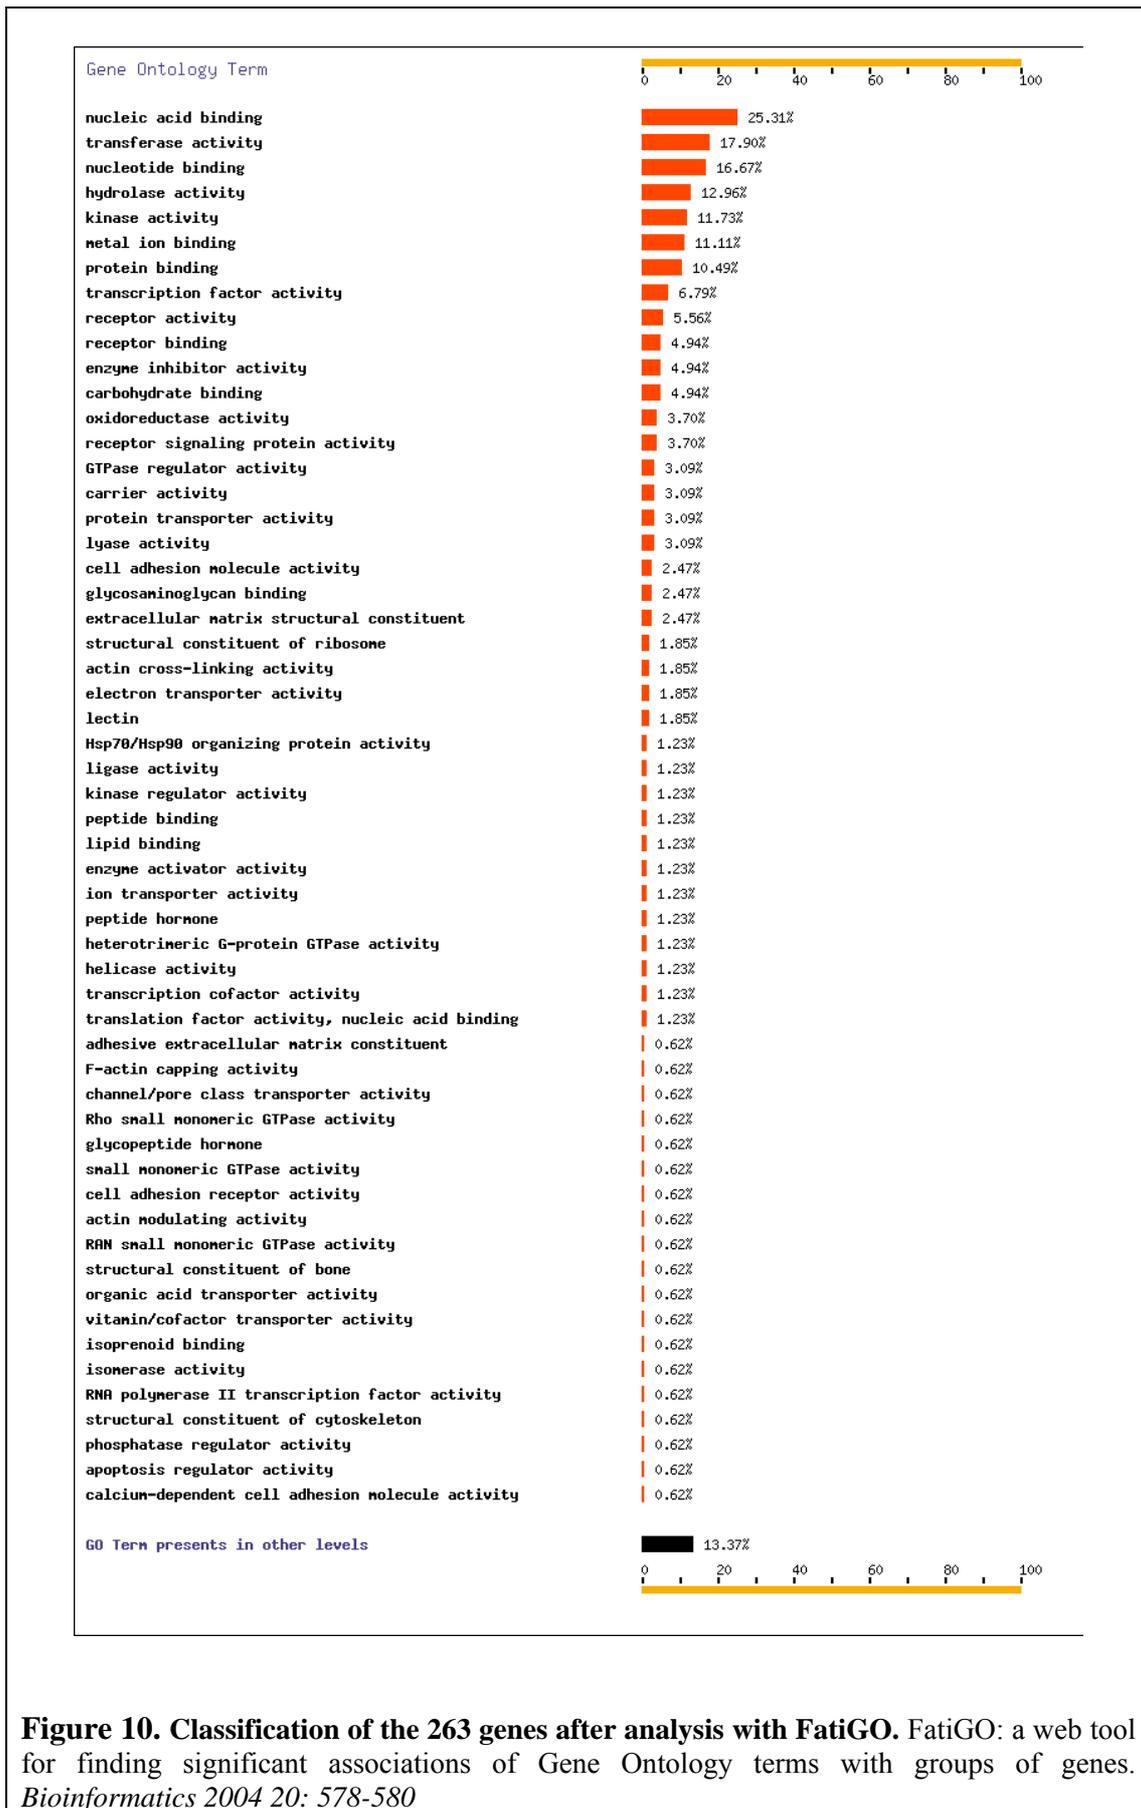 Gene Ontology Term
0 20 40 60 80 100
nucleic acid binding 25.31%
transferase activity 17.90%
nucleotide binding 16.67%
hydrolase activity 12.96%
kinase activity 11.73%
metal ion binding 11.11%
protein binding 10.49%
transcription factor activity 6.79%
receptor activity 5.56%
receptor binding 4.94%
enzyme inhibitor activity 4.94%
carbohydrate binding 4.94%
oxidoreductase activity 3.70%
receptor signaling protein activity 3.70%
GTPase regulator activity 3.09%
carrier activity 3.09%
protein transporter activity 3.09%
lyase activity 3.09%
cell adhesion molecule activity 2.47%
glycosaminoglycan binding 2.47%
extracellular matrix structural constituent 2.47%
structural constituent of ribosome 1.85%
actin cross-linking activity 1.85%
electron transporter activity 1.85%
lectin 1.85%
Hsp70/Hsp90 organizing protein activity 1.23%
ligase activity 1.23%
kinase regulator activity 1.23%
peptide binding 1.23%
lipid binding 1.23%
enzyme activator activity 1.23%
ion transporter activity 1.23%
peptide hormone 1.23%
heterotrimeric G-protein GTPase activity 1.23%
helicase activity 1.23%
transcription cofactor activity 1.23%
translation factor activity, nucleic acid binding 1.23%
adhesive extracellular matrix constituent 0.62%
F-actin capping activity 0.62%
channel/pore class transporter activity 0.62%
Rho small monomeric GTPase activity 0.62%
glycopeptide hormone 0.62%
small monomeric GTPase activity 0.62%
cell adhesion receptor activity 0.62%
actin modulating activity 0.62%
RAN small monomeric GTPase activity 0.62%
structural constituent of bone 0.62%
organic acid transporter activity 0.62%
vitamin/cofactor transporter activity 0.62%
isoprenoid binding 0.62%
isomerase activity 0.62%
RNA polymerase II transcription factor activity 0.62%
structural constituent of cytoskeleton 0.62%
phosphatase regulator activity 0.62%
apoptosis regulator activity 0.62%
calcium-dependent cell adhesion molecule activity 0.62%
GO Term presents in other levels 13.37%
0 20 40 60 80 100
Figure 10. Classification of the 263 genes after analysis with FatiGO. FatiGO: a web tool
for finding significant associations of Gene Ontology terms with groups of genes.
Bioinformatics 2004 20: 578-580